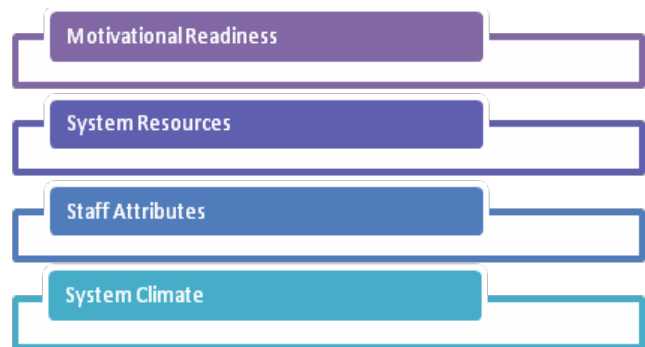 Motivational Readiness
System Resources
Staff Attributes
System Climate